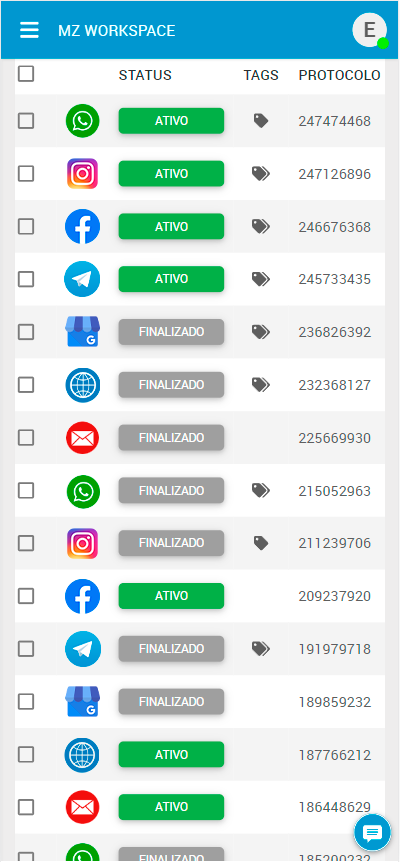 MZ WORKSPACE
E
STATUS TAGS PROTOCOLO
ATIVO 247474468
ATIVO 247126896
ATIVO 246676368
ATIVO 245733435
G FINALIZADO 236826392
FINALIZADO 232368127
FINALIZADO 225669930
FINALIZADO 215052963
FINALIZADO 211239706
ATIVO 209237920
FINALIZADO 191979718
G FINALIZADO 189859232
ATIVO 187766212
ATIVO 186448629
FINALIZADO 185200232